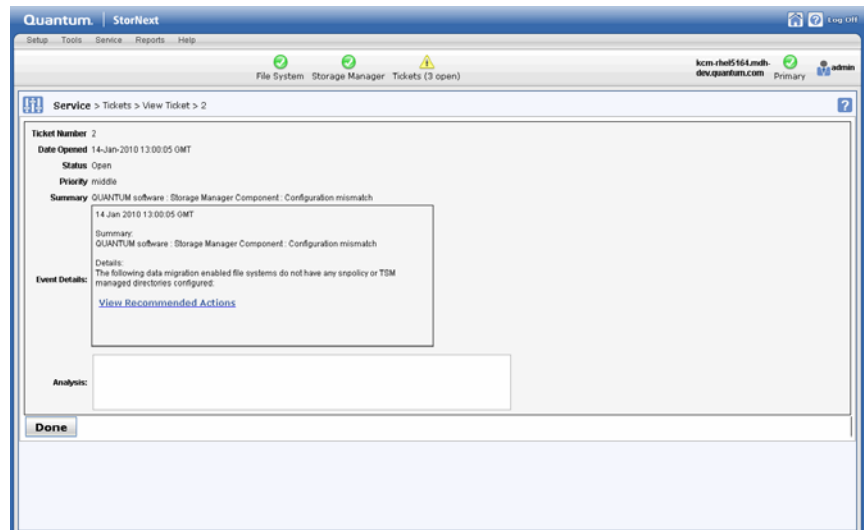 Quantum. StorNext
Log Off
Setup Tools Service Reports Help
File System Storage Manager Tickets (3 open)
kcm-rhel5164.mdh-
dev.quantum.com
Primary
admin
Service > Tickets > View Ticket > 2
Ticket Number 2
Date Opened 14-Jan-2010 13:00:05 GMT
Status Open
Priority middle
Summary QUANTUM software : Storage Manager Component : Configuration mismatch
Event Details:
14 Jan 2010 13:00:05 GMT
Summary:
QUANTUM software : Storage Manager Component : Configuration mismatch
Details:
The following data migration enabled file systems do not have any snpolicy or TSM
managed directories configured:
View Recommended Actions
Analysis:
Done